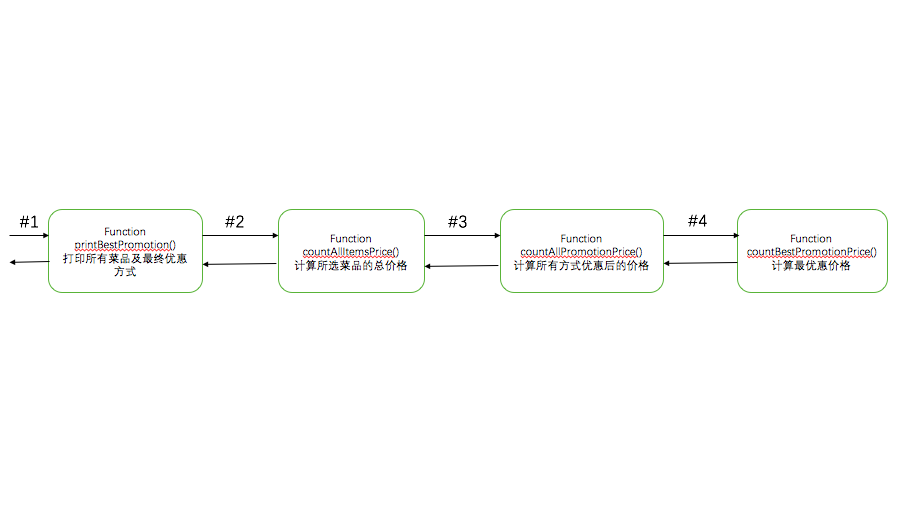 #1
#2
#3
#4
Function
printBestPromotion()
打印所有菜品及最终优惠
方式
Function
countAllItemsPrice()
计算所选菜品的总价格
Function
countAllPromotionPrice()
计算所有方式优惠后的价格
Function
countBestPromotionPrice()
计算最优惠价格